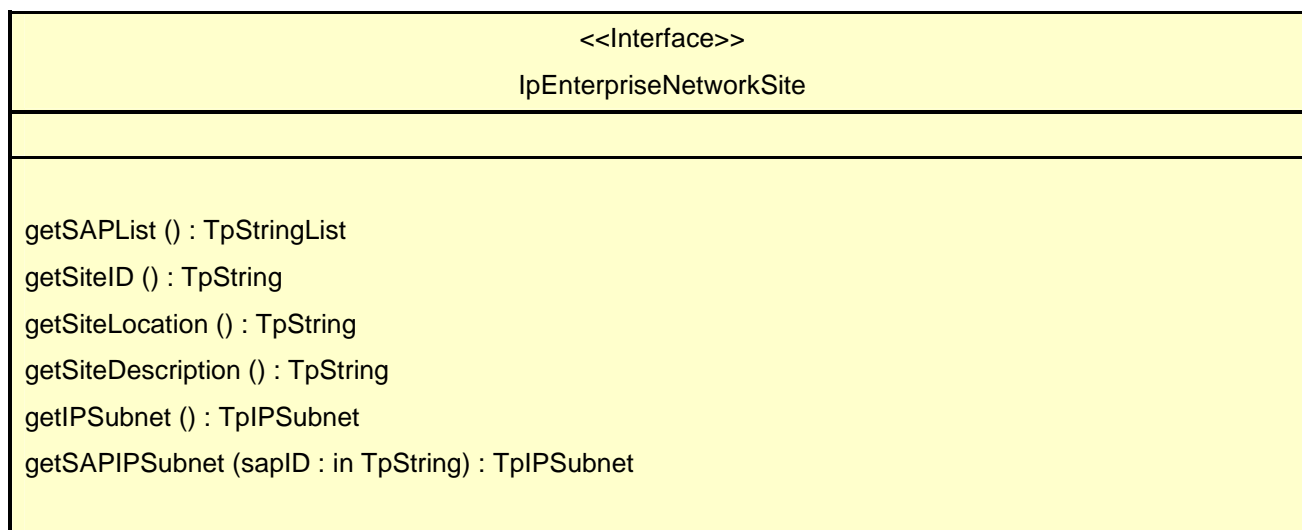 <<Interface>>
IpEnterpriseNetworkSite
getSAPList () : TpStringList
getSiteID () : TpString
getSiteLocation () : TpString
getSiteDescription () : TpString
getIPSubnet () : TpIPSubnet
getSAPIPSubnet (sapID : in TpString) : TpIPSubnet